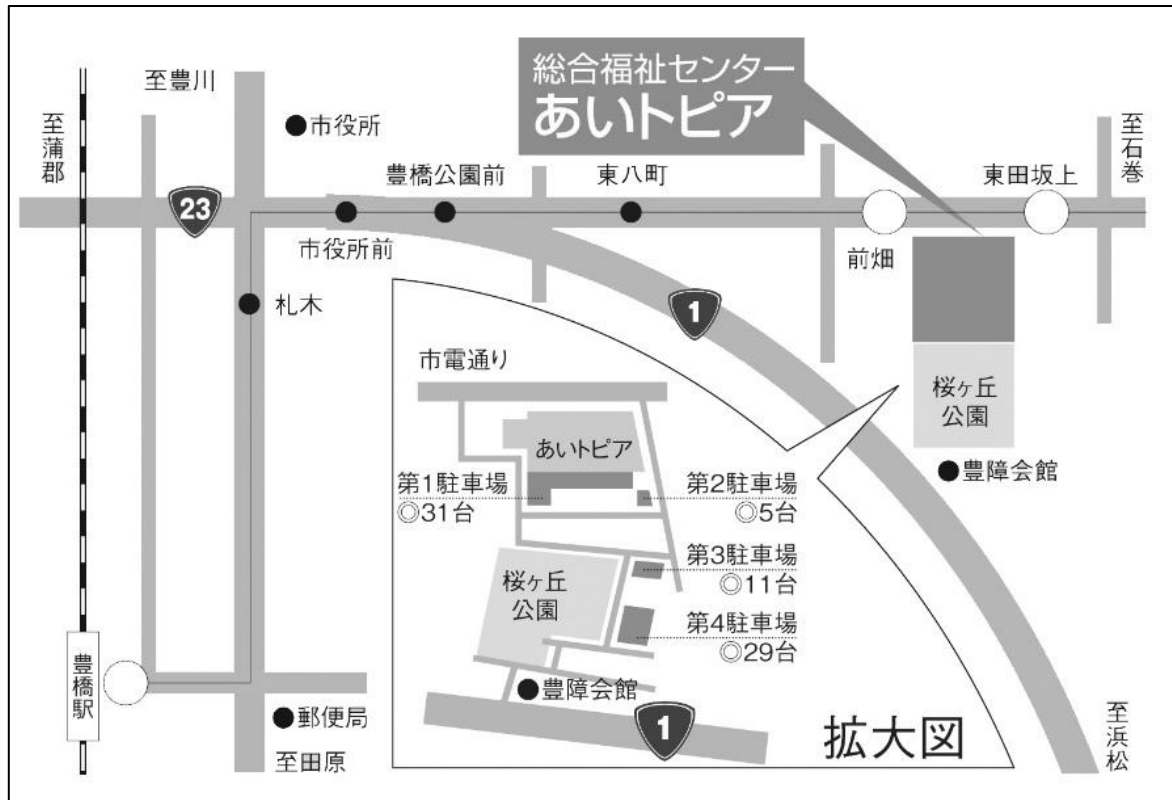 総合福祉センター
あいトピア
至豊川
至蒲郡
市役所
23
豊橋公園前
東八町
東田坂上
至石巻
市役所前
前畑
札木
1
市電通り
あいトピア
第1駐車場
◎31台
第2駐車場
◎5台
第3駐車場
◎11台
第4駐車場
◎29台
桜ヶ丘
公園
豊障会館
1
拡大図
桜ヶ丘
公園
豊障会館
豊橋駅
郵便局
至田原
至浜松